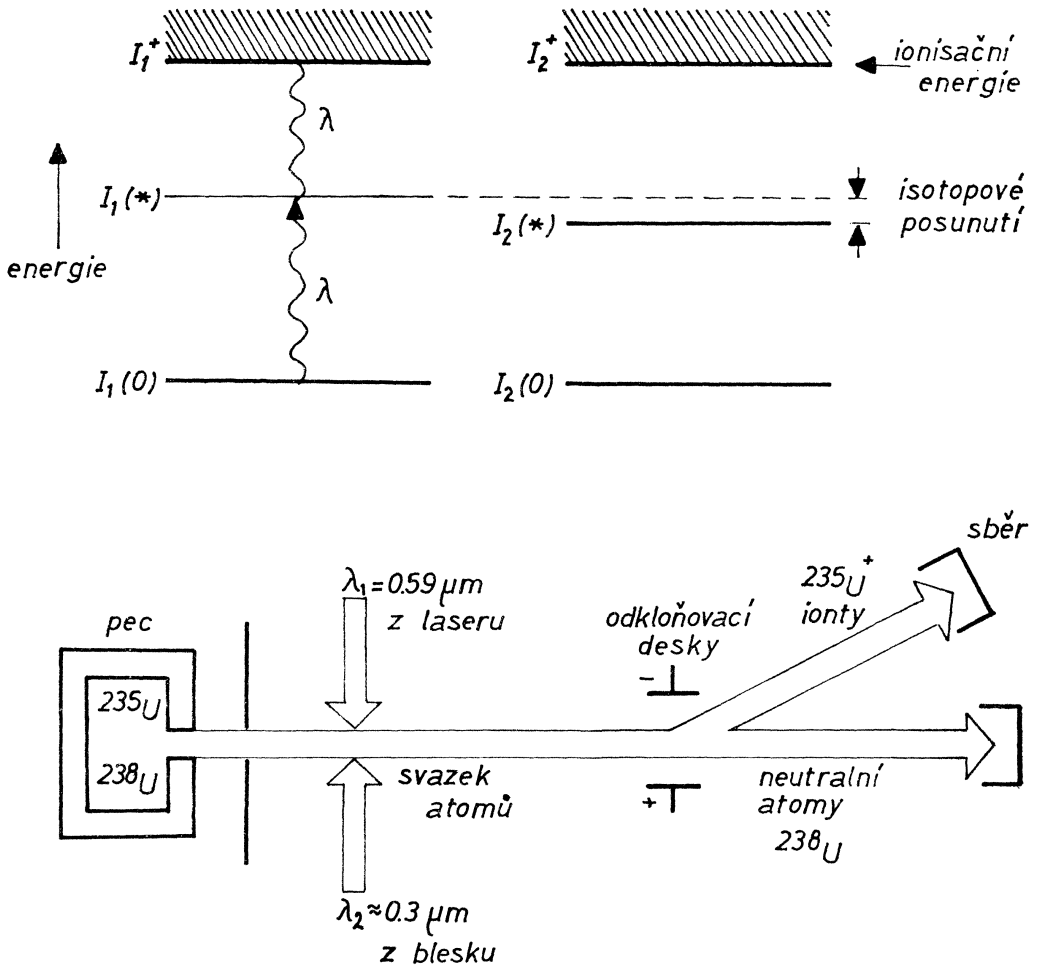 I₁⁺
I₂⁺
ionisační
energie
λ
I₁(*)
isotopové
I₂(*)
posunutí
energie
λ
I₁(0)
I₂(0)
sběr
λ₁=0.59 μm
z laseru
²³⁵U⁺
ionty
pec
odkloňovací
desky
-
²³⁵U
²³⁸U
svazek
atomů
+
neutralní
atomy
²³⁸U
λ₂≈0.3 μm
z blesku